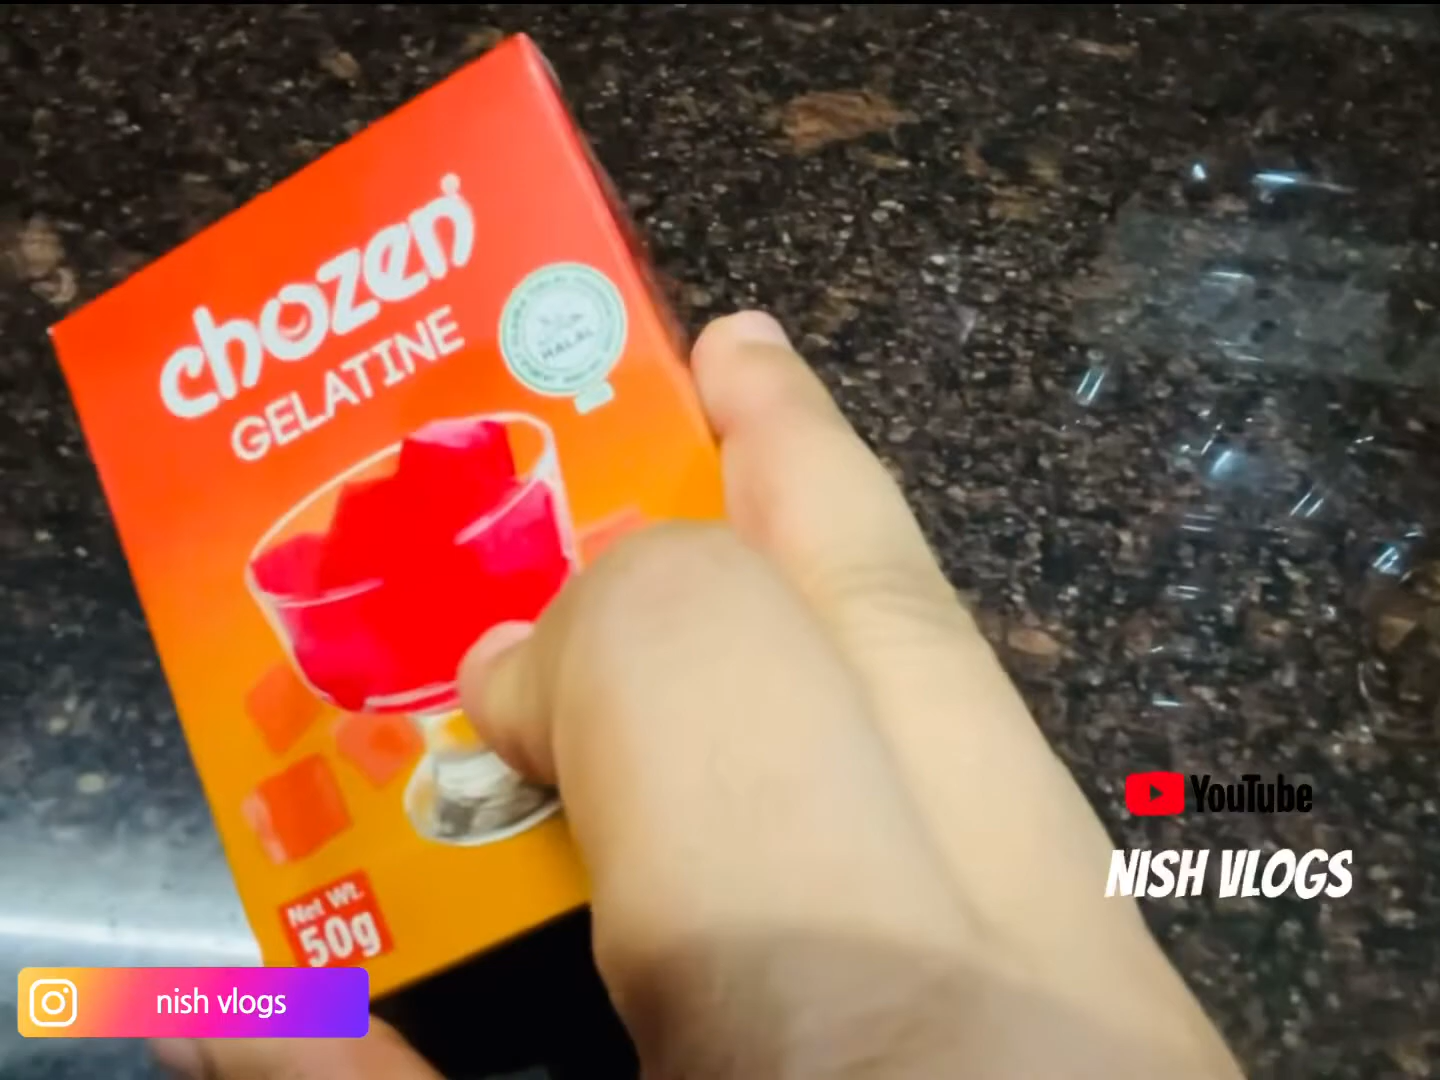 chozen
GELATINE
HALAL
Net Wt.
50g
YouTube
NISH VLOGS
nish vlogs